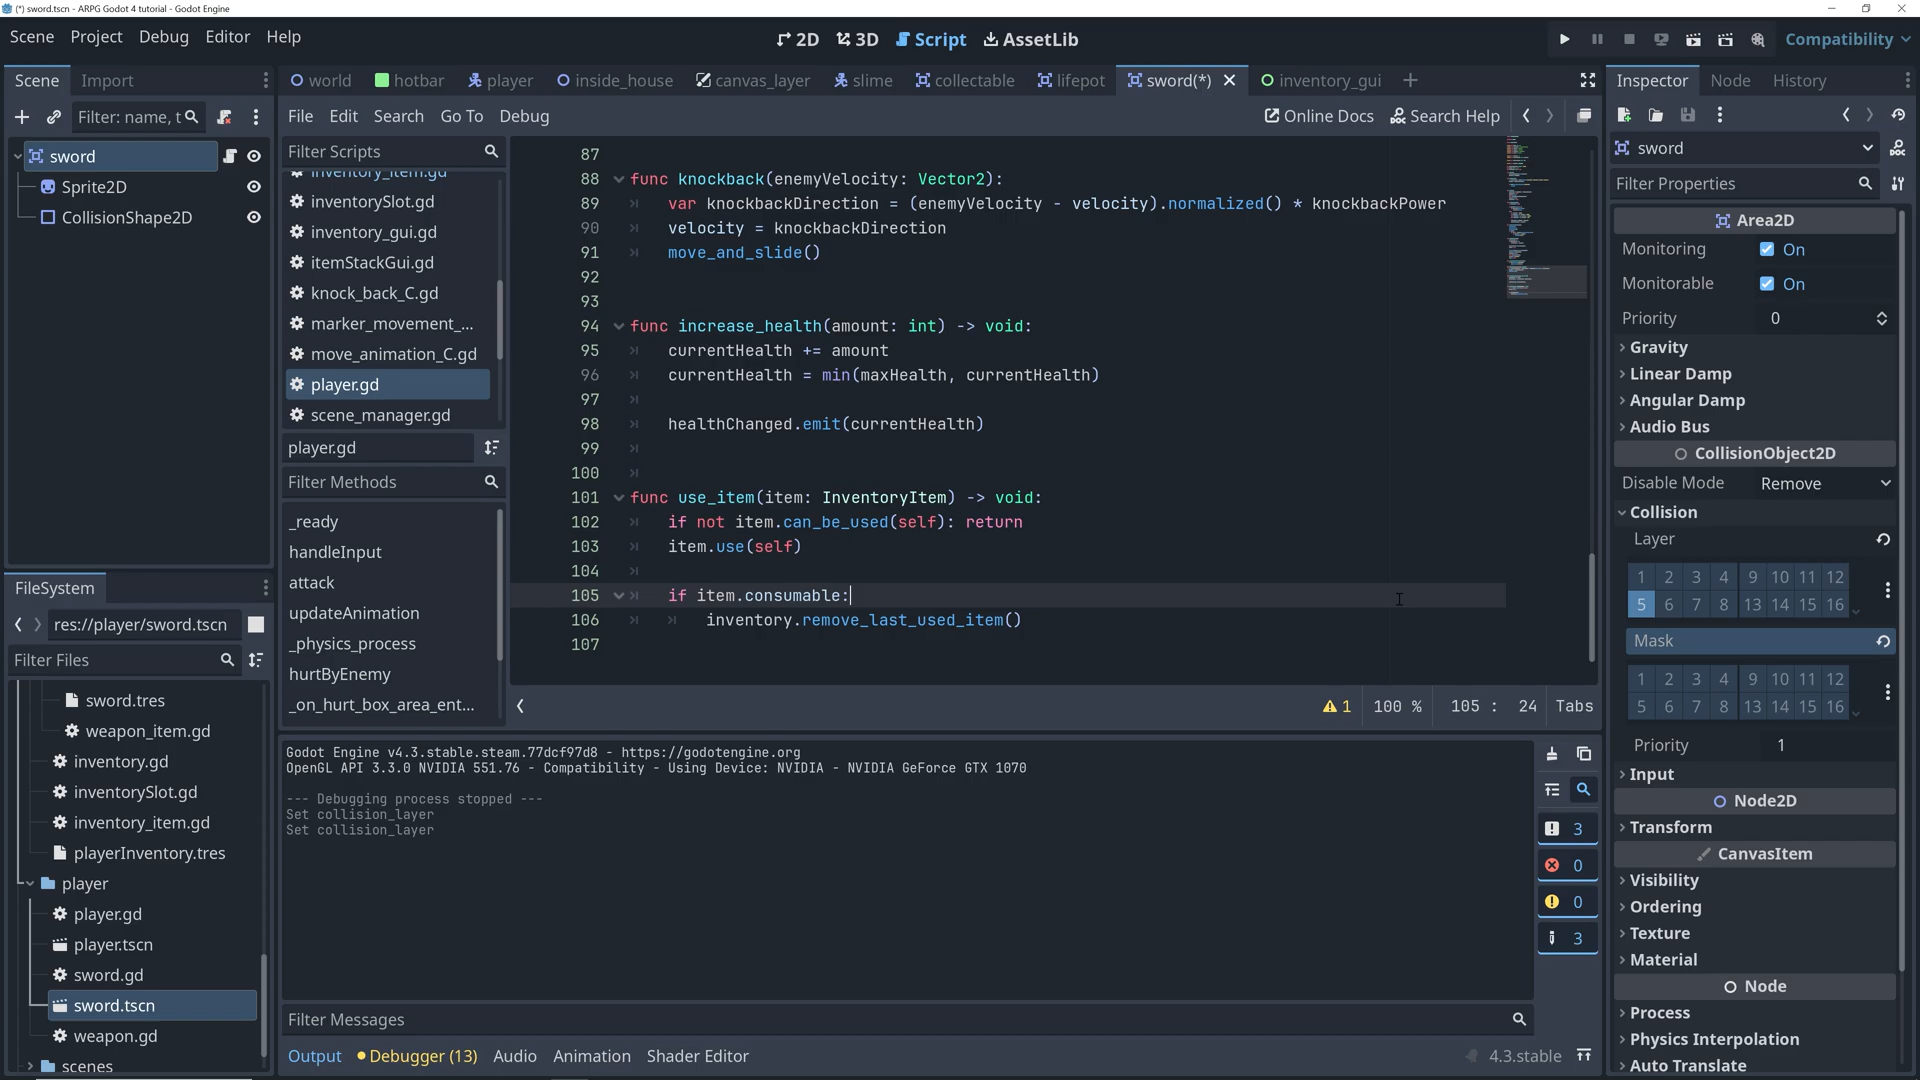 (*) sword.tscn - ARPG Godot 4 tutorial - Godot Engine
Scene Project Debug Editor Help
2D 3D Script AssetLib
Compatibility
Scene Import
world hotbar player inside_house canvas_layer slime collectable lifepot sword(*) inventory_gui
Inspector Node History
Filter: name, t
File Edit Search Go To Debug
Online Docs Search Help
sword
Sprite2D
CollisionShape2D
Filter Scripts
inventory_item.gd
inventorySlot.gd
inventory_gui.gd
itemStackGui.gd
knock_back_C.gd
marker_movement_...
move_animation_C.gd
player.gd
scene_manager.gd
player.gd
Filter Methods
_ready
handleInput
attack
updateAnimation
_physics_process
hurtByEnemy
_on_hurt_box_area_ent...
87
88 func knockback(enemyVelocity: Vector2):
89 var knockbackDirection = (enemyVelocity - velocity).normalized() * knockbackPower
90 velocity = knockbackDirection
91 move_and_slide()
92
93
94 func increase_health(amount: int) -> void:
95 currentHealth += amount
96 currentHealth = min(maxHealth, currentHealth)
97
98 healthChanged.emit(currentHealth)
99
100
101 func use_item(item: InventoryItem) -> void:
102 if not item.can_be_used(self): return
103 item.use(self)
104
105 if item.consumable:
106 inventory.remove_last_used_item()
107
1 100 % 105 : 24 Tabs
FileSystem
res://player/sword.tscn
Filter Files
sword.tres
weapon_item.gd
inventory.gd
inventorySlot.gd
inventory_item.gd
playerInventory.tres
player
player.gd
player.tscn
sword.gd
sword.tscn
weapon.gd
scenes
Godot Engine v4.3.stable.steam.77dcf97d8 - https://godotengine.org
OpenGL API 3.3.0 NVIDIA 551.76 - Compatibility - Using Device: NVIDIA - NVIDIA GeForce GTX 1070
--- Debugging process stopped ---
Set collision_layer
Set collision_layer
3
0
0
3
Filter Messages
Output Debugger (13) Audio Animation Shader Editor
4.3.stable
sword
Filter Properties
Area2D
Monitoring On
Monitorable On
Priority 0
Gravity
Linear Damp
Angular Damp
Audio Bus
CollisionObject2D
Disable Mode Remove
Collision
Layer
1 2 3 4 9 10 11 12
5 6 7 8 13 14 15 16
Mask
1 2 3 4 9 10 11 12
5 6 7 8 13 14 15 16
Priority 1
Input
Node2D
Transform
CanvasItem
Visibility
Ordering
Texture
Material
Node
Process
Physics Interpolation
Auto Translate